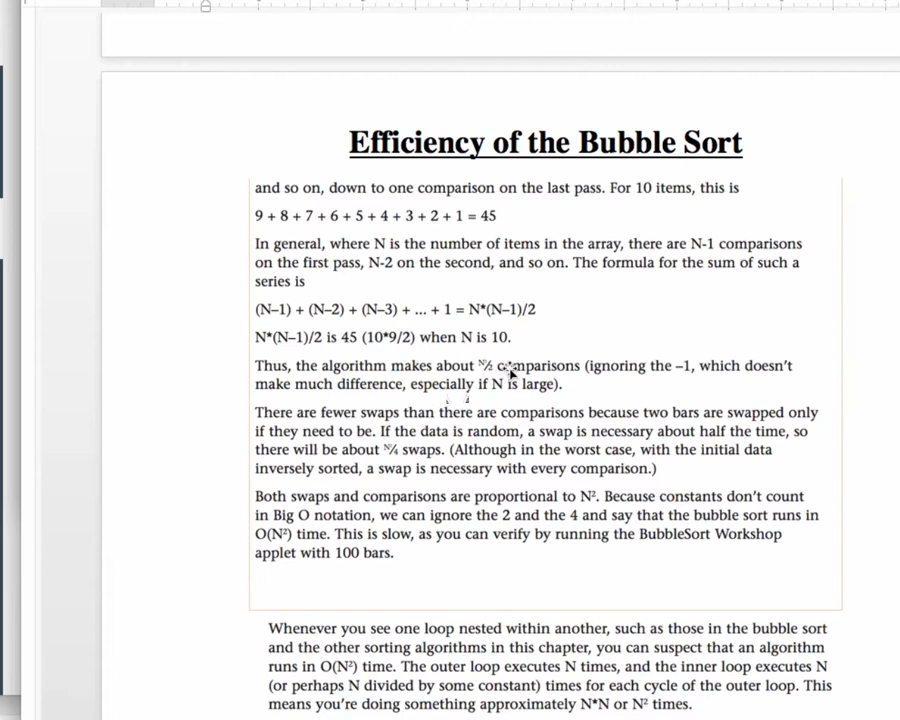 Efficiency of the Bubble Sort
and so on, down to one comparison on the last pass. For 10 items, this is
9 + 8 + 7 + 6 + 5 + 4 + 3 + 2 + 1 = 45
In general, where N is the number of items in the array, there are N-1 comparisons
on the first pass, N-2 on the second, and so on. The formula for the sum of such a
series is
(N–1) + (N–2) + (N–3) + ... + 1 = N*(N–1)/2
N*(N–1)/2 is 45 (10*9/2) when N is 10.
Thus, the algorithm makes about N²⁄2 comparisons (ignoring the –1, which doesn't
make much difference, especially if N is large).
There are fewer swaps than there are comparisons because two bars are swapped only
if they need to be. If the data is random, a swap is necessary about half the time, so
there will be about N²⁄4 swaps. (Although in the worst case, with the initial data
inversely sorted, a swap is necessary with every comparison.)
Both swaps and comparisons are proportional to N². Because constants don't count
in Big O notation, we can ignore the 2 and the 4 and say that the bubble sort runs in
O(N²) time. This is slow, as you can verify by running the BubbleSort Workshop
applet with 100 bars.
Whenever you see one loop nested within another, such as those in the bubble sort
and the other sorting algorithms in this chapter, you can suspect that an algorithm
runs in O(N²) time. The outer loop executes N times, and the inner loop executes N
(or perhaps N divided by some constant) times for each cycle of the outer loop. This
means you're doing something approximately N*N or N² times.